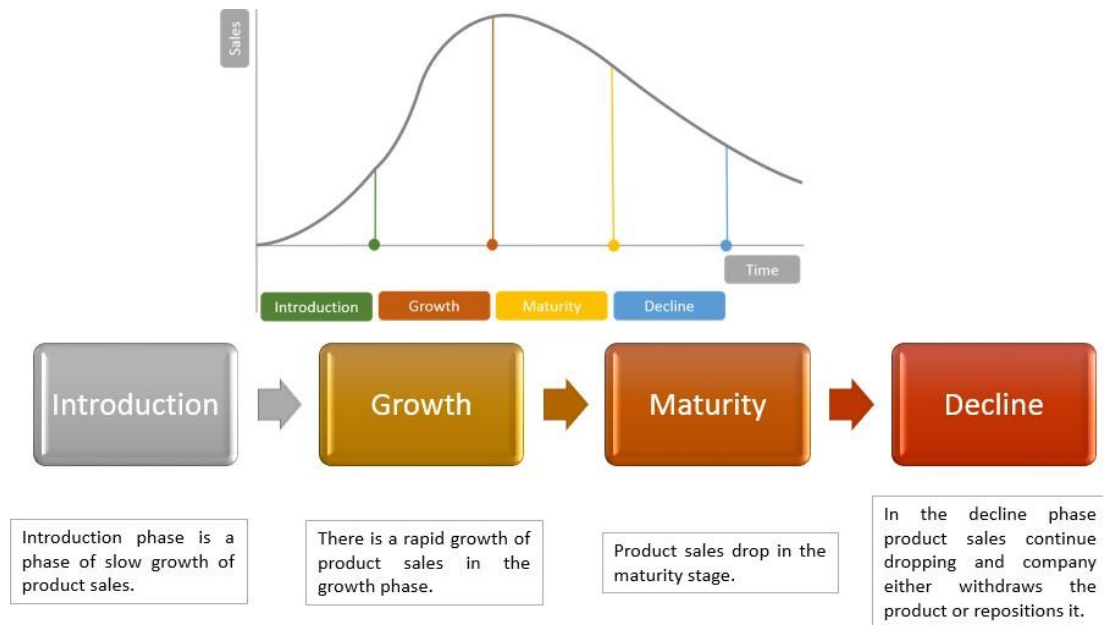 Sales
Time
Introduction
Growth
Maturity
Decline
Introduction
Growth
Maturity
Decline
Introduction phase is a
phase of slow growth of
product sales.
There is a rapid growth of
product sales in the
growth phase.
Product sales drop in the
maturity stage.
In the decline phase
product sales continue
dropping and company
either withdraws the
product or repositions it.